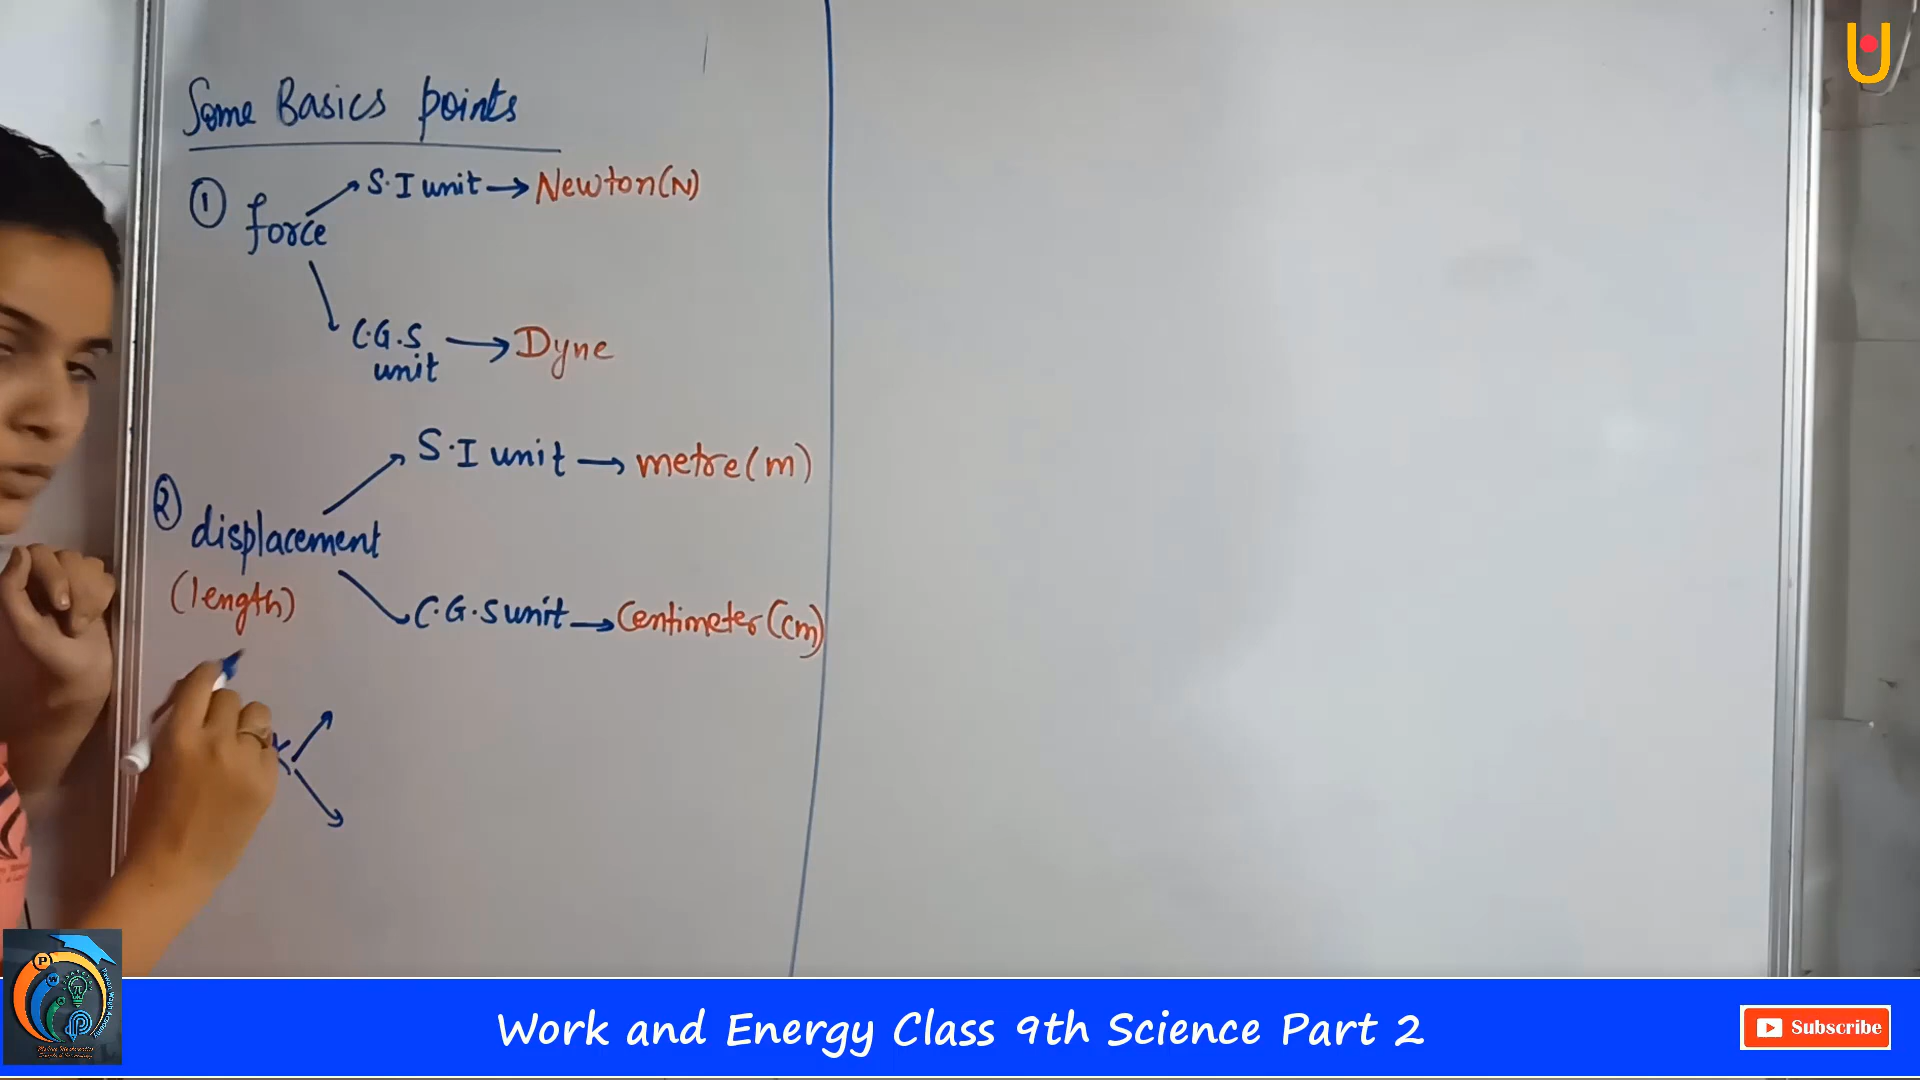 Some Basics points
① force
S.I unit → Newton(N)
C.G.S unit → Dyne
② displacement
(length)
S.I unit → metre(m)
C.G.S unit → Centimeter(cm)
Work and Energy Class 9th Science Part 2
Subscribe